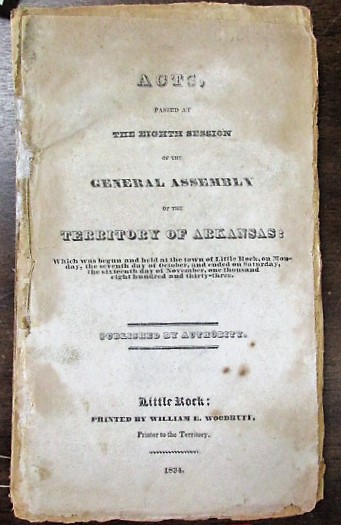 ACTS,
PASSED AT
THE EIGHTH SESSION
OF THE
GENERAL ASSEMBLY
OF THE
TERRITORY OF ARKANSAS:
Which was begun and held at the town of Little Rock, on Mon-
day, the seventh day of October, and ended on Saturday,
the sixteenth day of November, one thousand
eight hundred and thirty-three.
PUBLISHED BY AUTHORITY.
Little Rock:
PRINTED BY WILLIAM E. WOODRUFF,
Printer to the Territory.
1834.